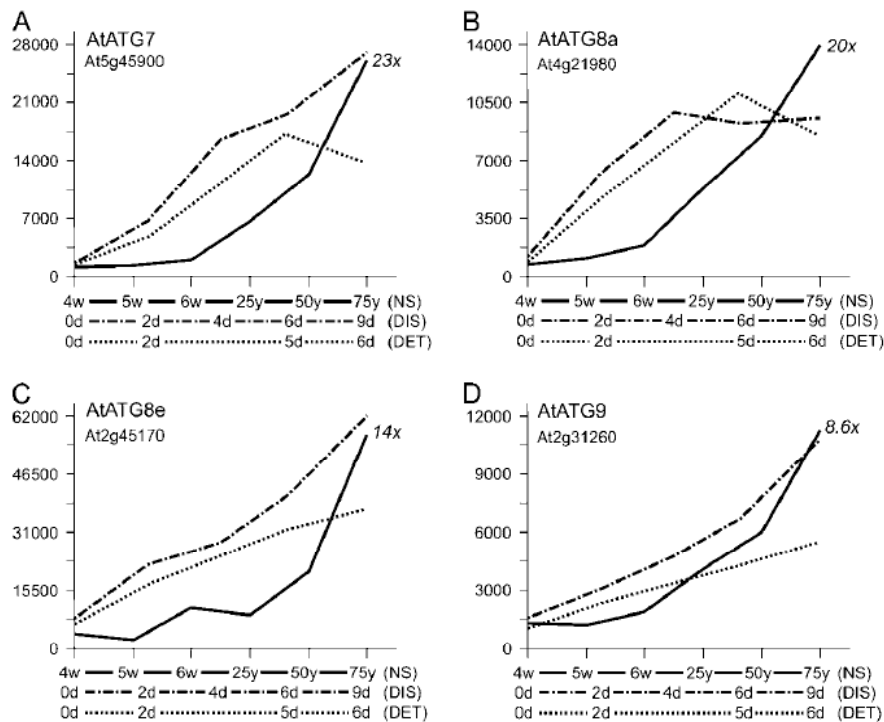 A
AtATG7
At5g45900
28000
21000
14000
7000
0
23x
4w 5w 6w 25y 50y 75y (NS)
0d 2d 4d 6d 9d (DIS)
0d 2d 5d 6d (DET)
B
AtATG8a
At4g21980
14000
10500
7000
3500
0
20x
4w 5w 6w 25y 50y 75y (NS)
0d 2d 4d 6d 9d (DIS)
0d 2d 5d 6d (DET)
C
AtATG8e
At2g45170
62000
46500
31000
15500
0
14x
4w 5w 6w 25y 50y 75y (NS)
0d 2d 4d 6d 9d (DIS)
0d 2d 5d 6d (DET)
D
AtATG9
At2g31260
12000
9000
6000
3000
0
8.6x
4w 5w 6w 25y 50y 75y (NS)
0d 2d 4d 6d 9d (DIS)
0d 2d 5d 6d (DET)